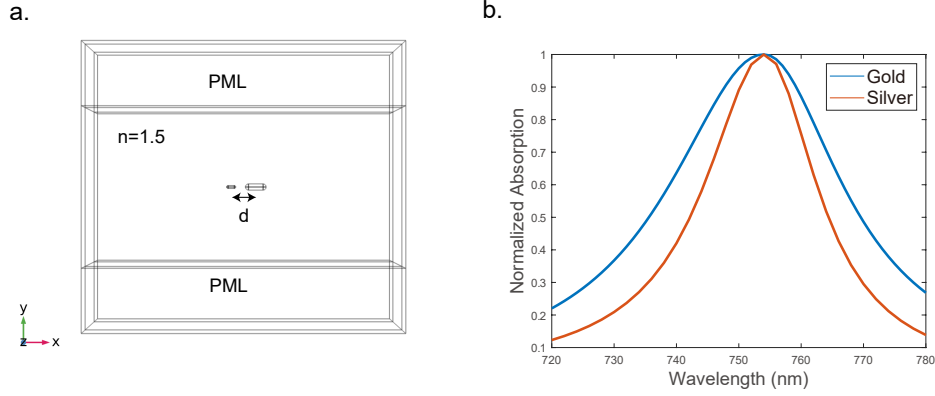 a.
PML
n=1.5
d
PML
y
z
x
b.
Normalized Absorption
1
0.9
0.8
0.7
0.6
0.5
0.4
0.3
0.2
0.1
Gold
Silver
720
730
740
750
760
770
780
Wavelength (nm)